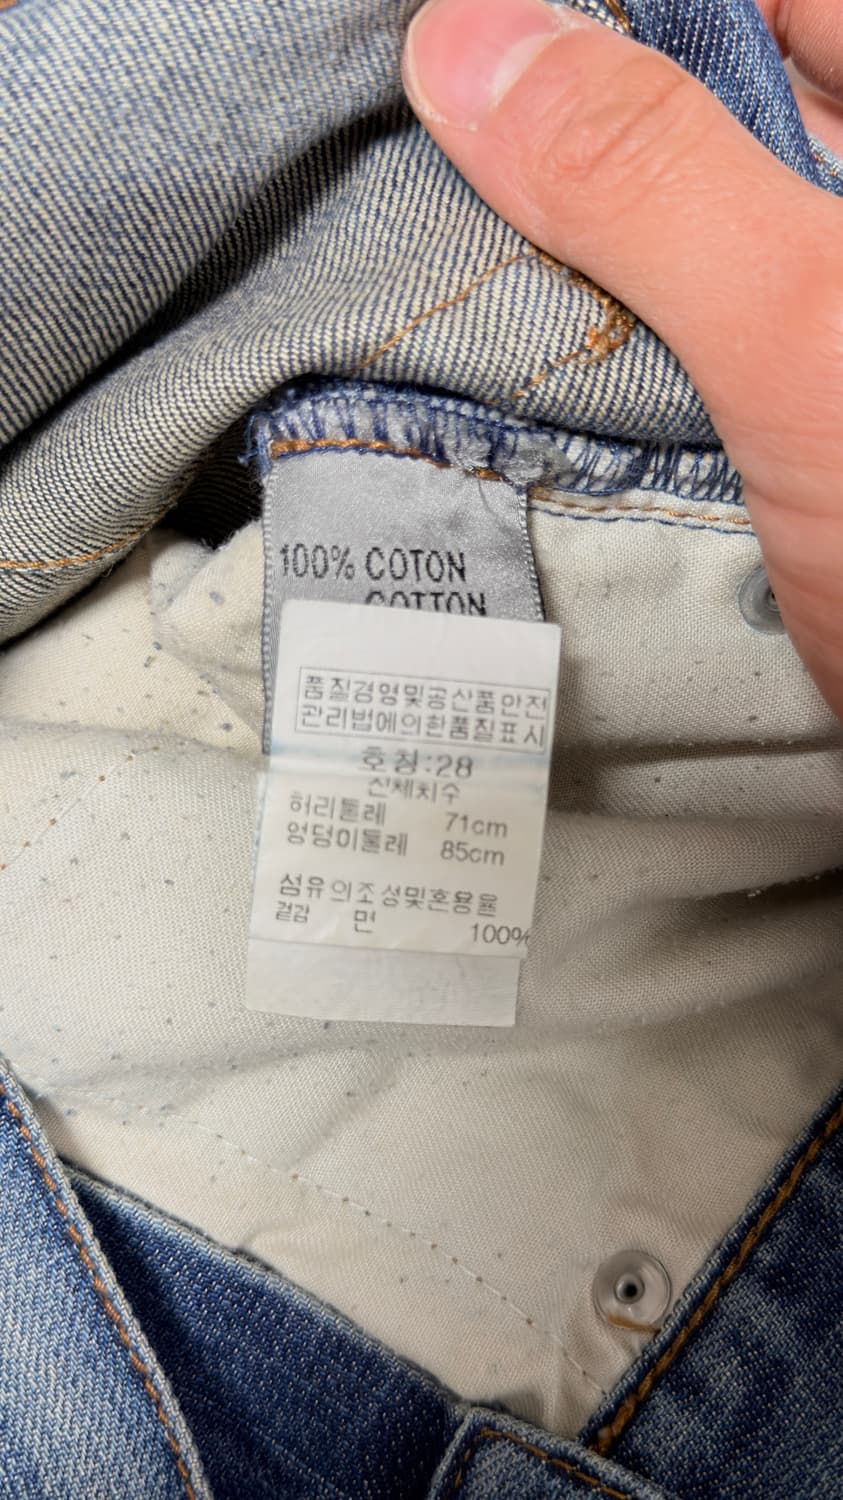 100% COTON
COTTON
품질경영및공산품안전
관리법에의한품질표시
호칭:28
신체치수
허리둘레 71cm
엉덩이둘레 85cm
섬유의조성및혼용율
겉감 면 100%